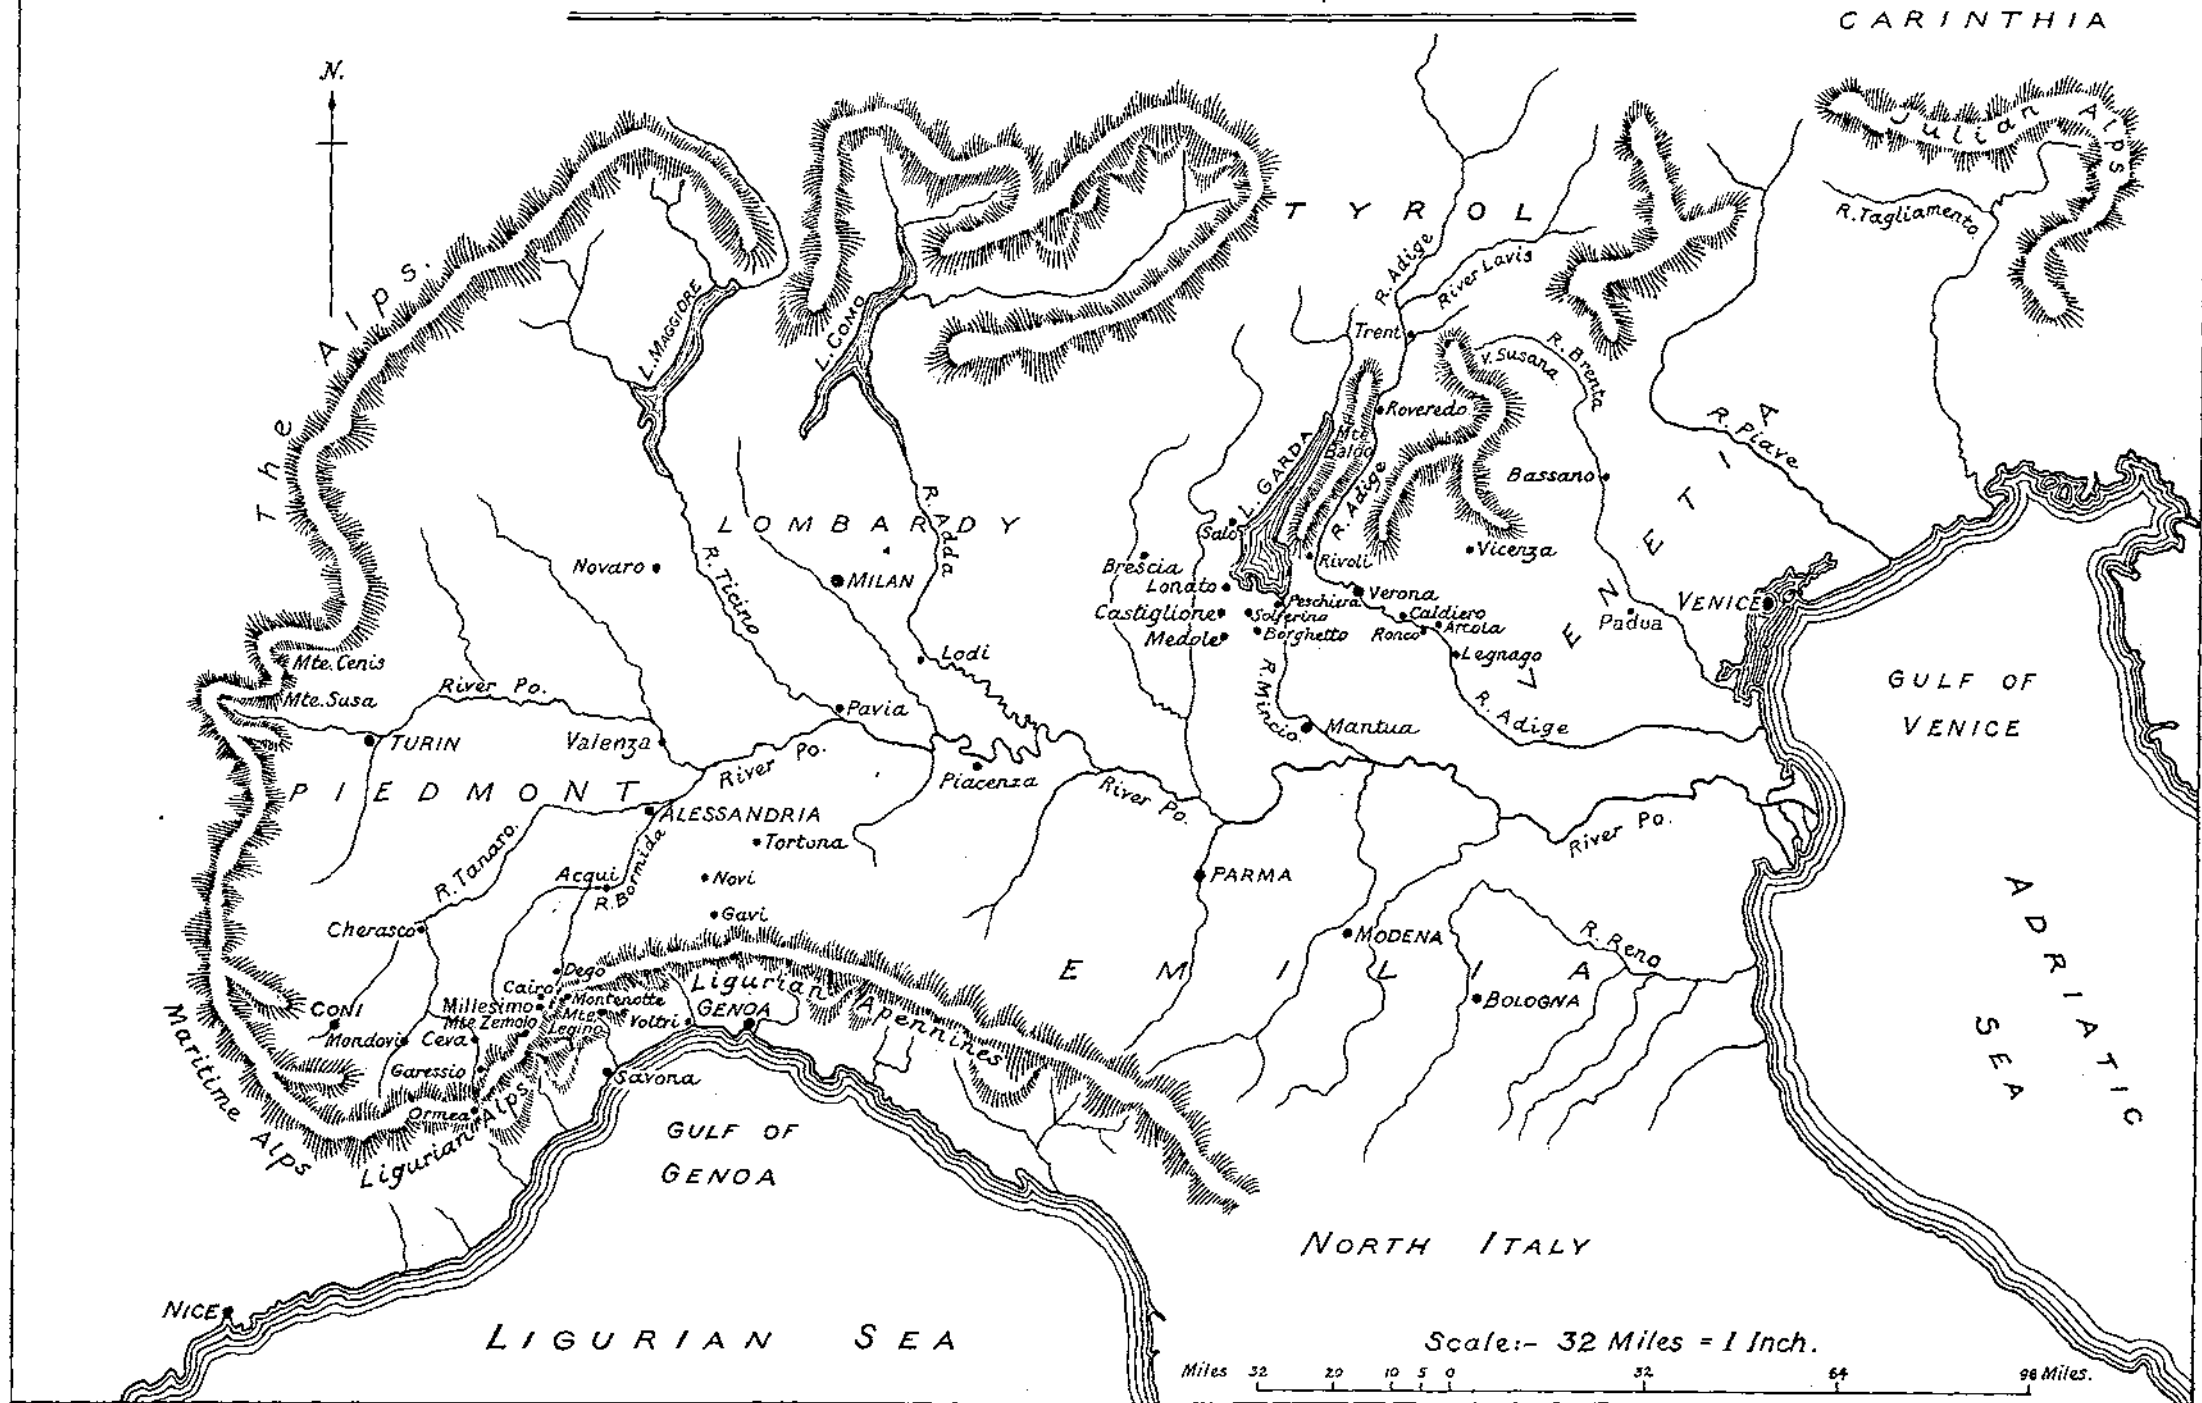 CARINTHIA
N.
Julian Alps
TYROL
R. Tagliamento
The Alps.
R. Adige
River Lavis
L. MAGGIORE
L. COMO
Trent
V. Susana
R. Brenta
Roveredo
Mte
Baldo
R. Piave
L. GARDA
R. Adige
Bassano
VENETIA
LOMBARDY
R. Adda
Salo
Rivoli
Vicenza
Novaro
R. Ticino
MILAN
Brescia
Lonato
Peschiera
Verona
Castiglione
Solferino
Caldiero
Medole
Borghetto
Ronco
Arcola
Padua
VENICE
Mte. Cenis
Lodi
Legnago
Mte. Susa
River Po.
Pavia
R. Mincio.
Mantua
R. Adige
GULF OF
VENICE
TURIN
Valenza
River Po.
Piacenza
PIEDMONT
River Po.
ALESSANDRIA
Tortona
River Po.
R. Tanaro.
R. Bormida
Acqui
Novi
PARMA
Gavi
Cherasco
MODENA
R. Reno
ADRIATIC
SEA
Dego
EMILIA
Cairo
Ligurian Apennines
CONI
Millesimo
Montenotte
GENOA
BOLOGNA
Mte. Zemolo
Mte.
Legino
Voltri
Mondovi
Ceva
Garessio
Savona
Maritime Alps
Ormea
Ligurian Alps
GULF OF
GENOA
NORTH ITALY
NICE
LIGURIAN SEA
Scale:- 32 Miles = 1 Inch.
Miles 32 20 10 5 0 32 64 96 Miles.